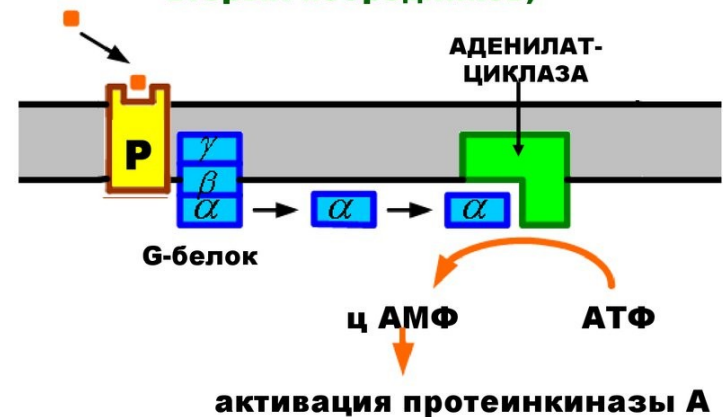 АДЕНИЛАТ-
ЦИКЛАЗА
Р
γ
β
α
α
α
G-белок
ц АМФ
АТФ
активация протеинкиназы А